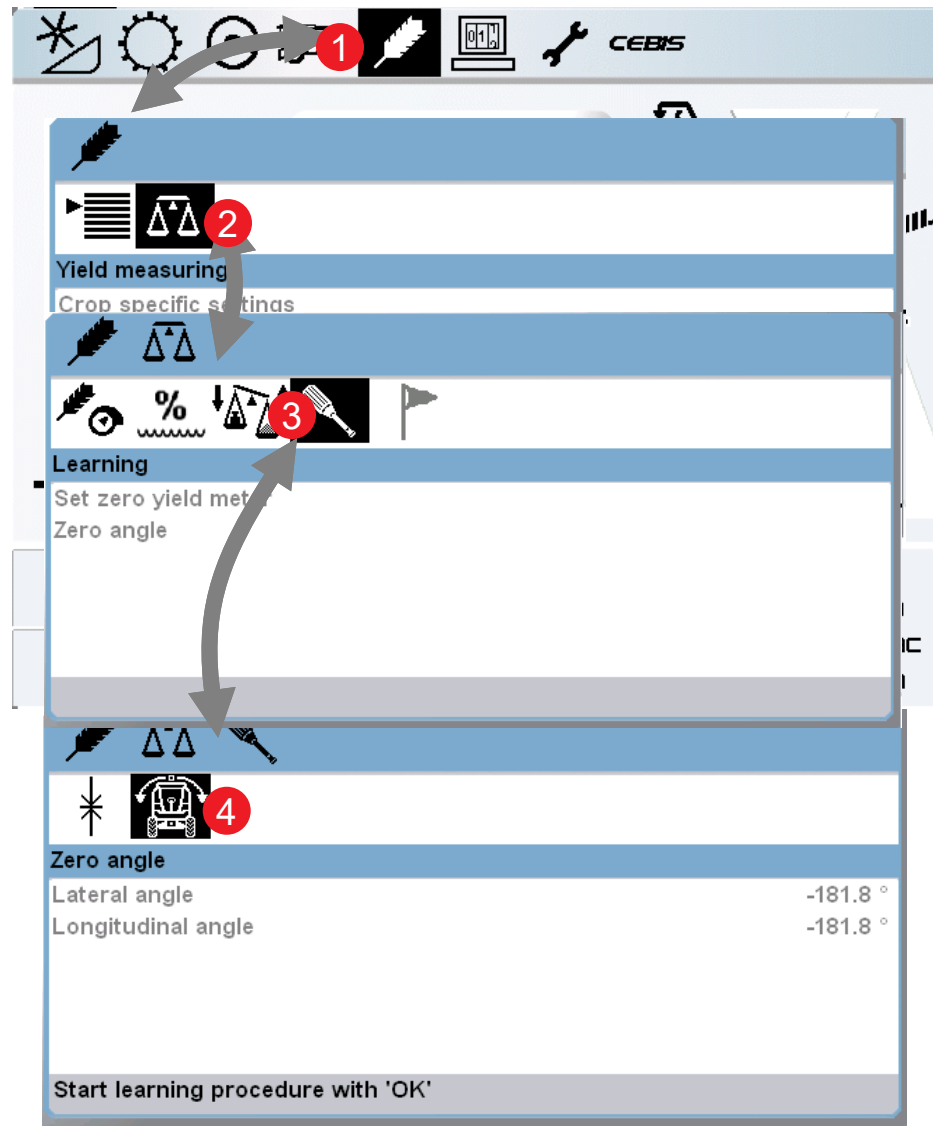 1
CEBIS
2
Yield measuring
Crop specific settings
%
3
Learning
Set zero yield meter
Zero angle
4
Zero angle
Lateral angle -181.8 °
Longitudinal angle -181.8 °
Start learning procedure with 'OK'